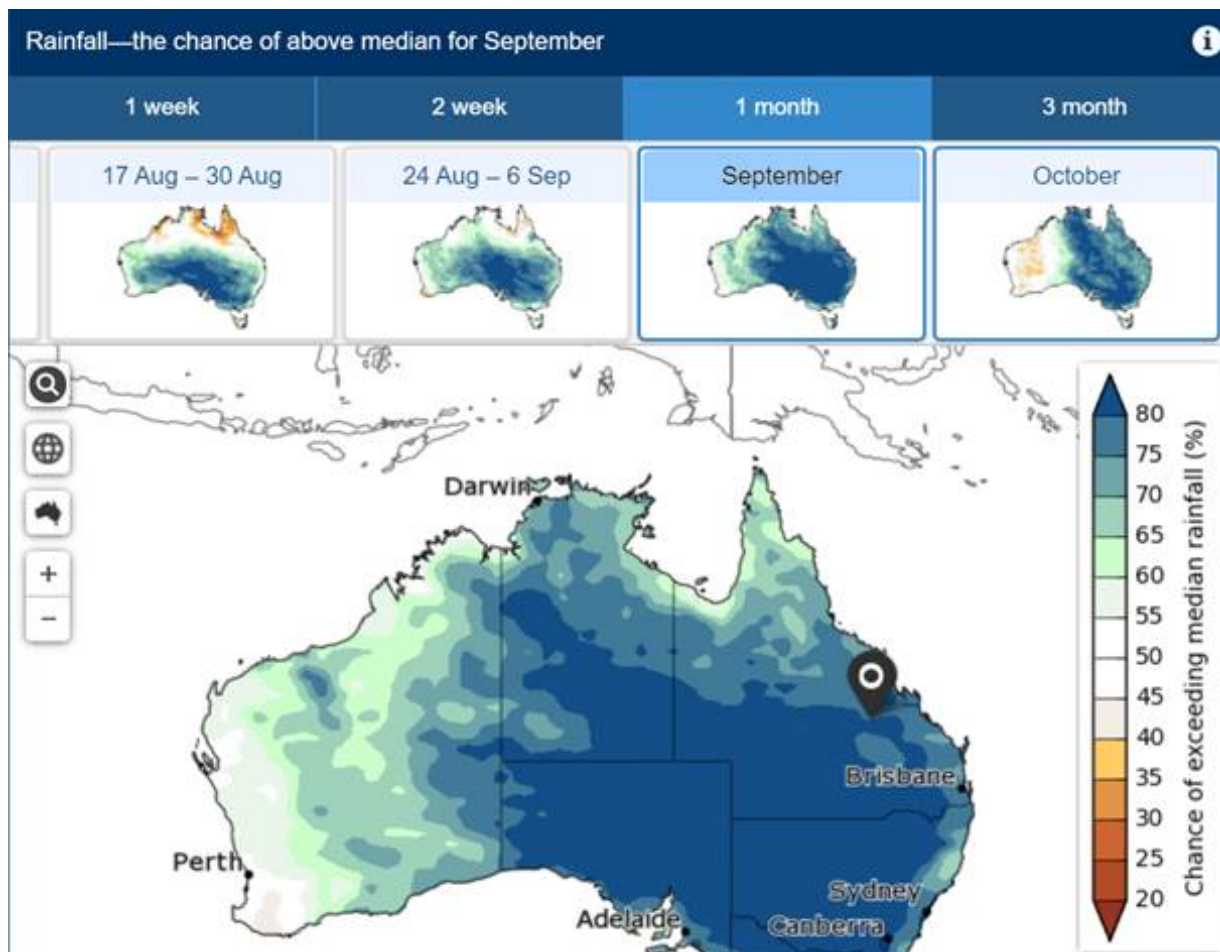 Rainfall—the chance of above median for September
i
1 week
2 week
1 month
3 month
17 Aug – 30 Aug
24 Aug – 6 Sep
September
October
+
−
Darwin
Brisbane
Perth
Sydney
Adelaide
Canberra
80
75
70
65
60
55
50
45
40
35
30
25
20
Chance of exceeding median rainfall (%)